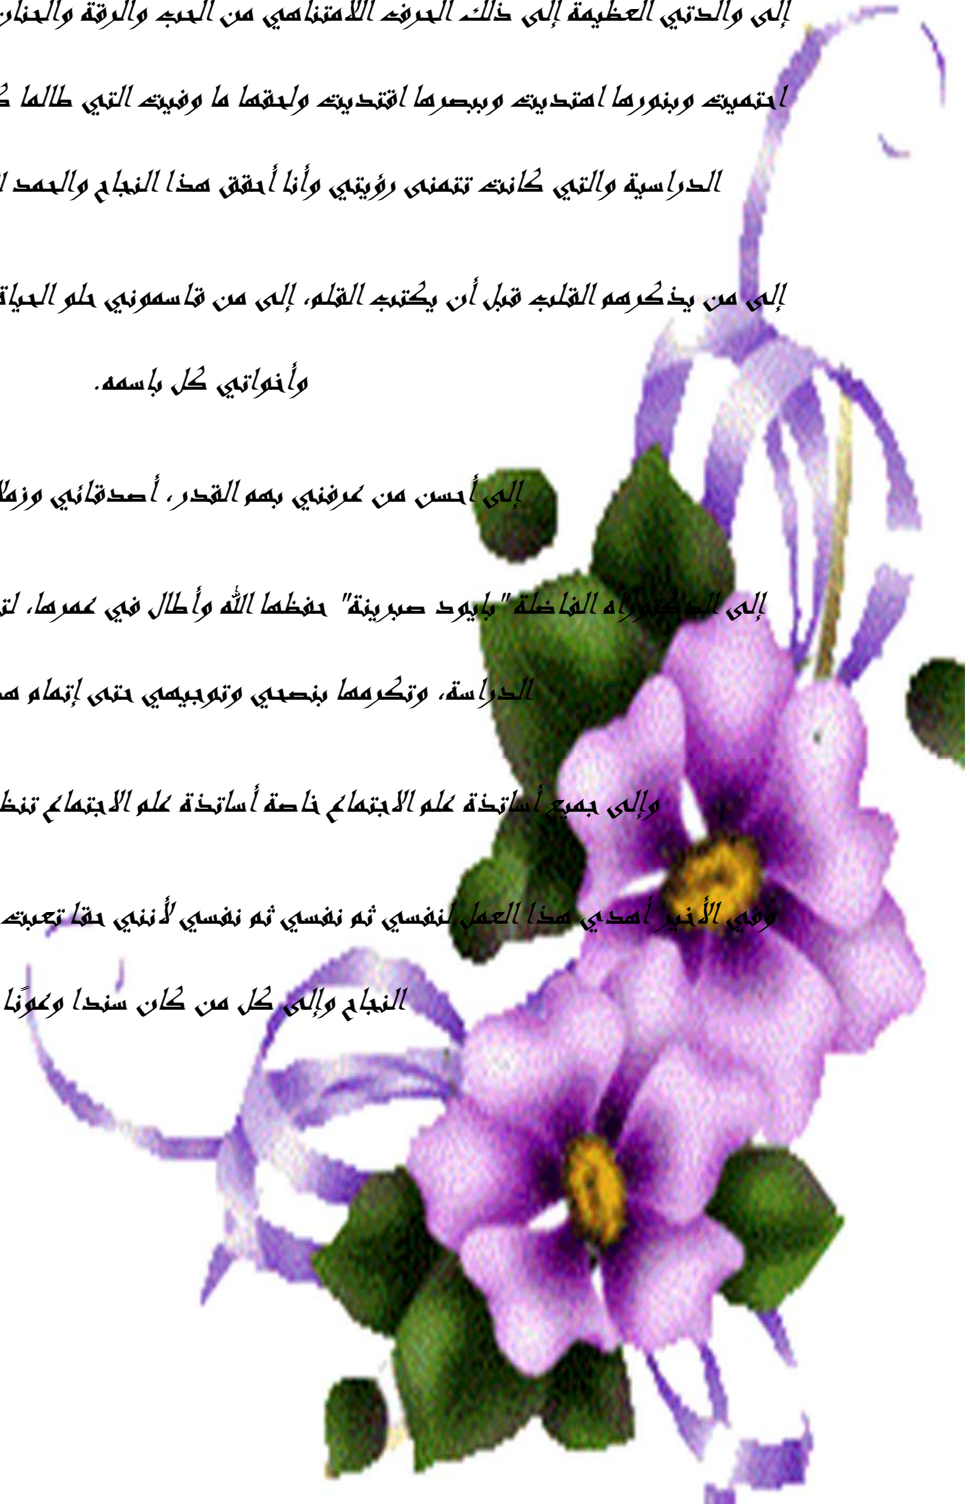 إلى والدتي العظيمة إلى ذلك الحرف اللامتناهي من الحب والرقة والحنان
احتميت وبنورها اهتديت وببصرها اقتديت ولحقها ما وفيت التي طالما
الدراسية والتي كانت تتمنى رؤيتي وأنا أحقق هذا النجاح والحمد
إلى من يذكرهم القلب قبل أن يكتب القلم، إلى من قاسموني حلو الحياة
وأخواتي كل باسمه.
إلى أحسن من عرفني بهم القدر، أصدقائي
إلى الدكتوراه الفاضلة "بايود صبرينة" حفظها الله وأطال في عمرها،
الدراسة، وتكرمها بنصحي وتوجيهي حتى إتمام
وإلى جميع أساتذة علم الاجتماع خاصة أساتذة علم الاجتماع
وفي الأخير أهدي هذا العمل لنفسي ثم نفسي ثم نفسي لأنني حقا تعبت
النجاح وإلى كل من كان سندا وعونًا